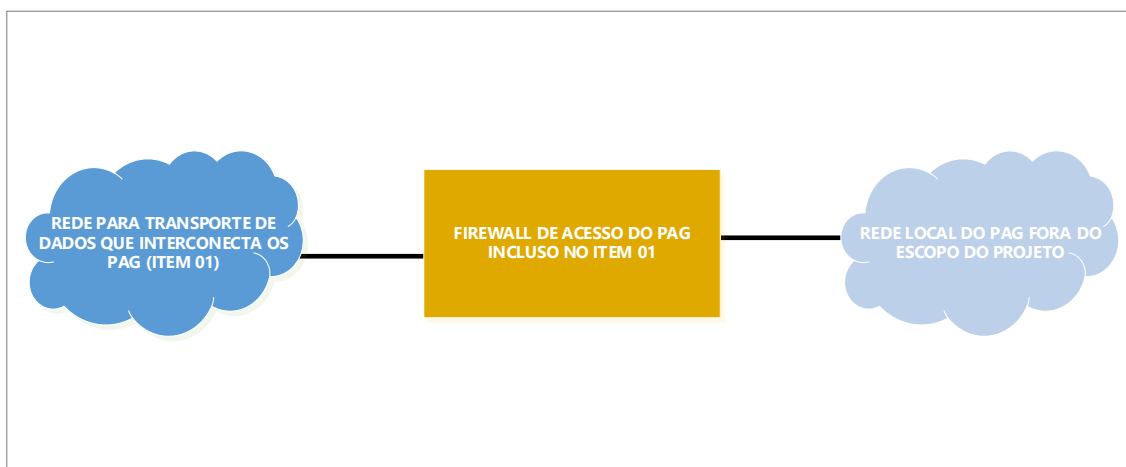 REDE PARA TRANSPORTE DE
DADOS QUE INTERCONECTA OS
PAG (ITEM 01)
FIREWALL DE ACESSO DO PAG
INCLUSO NO ITEM 01
REDE LOCAL DO PAG FORA DO
ESCOPO DO PROJETO